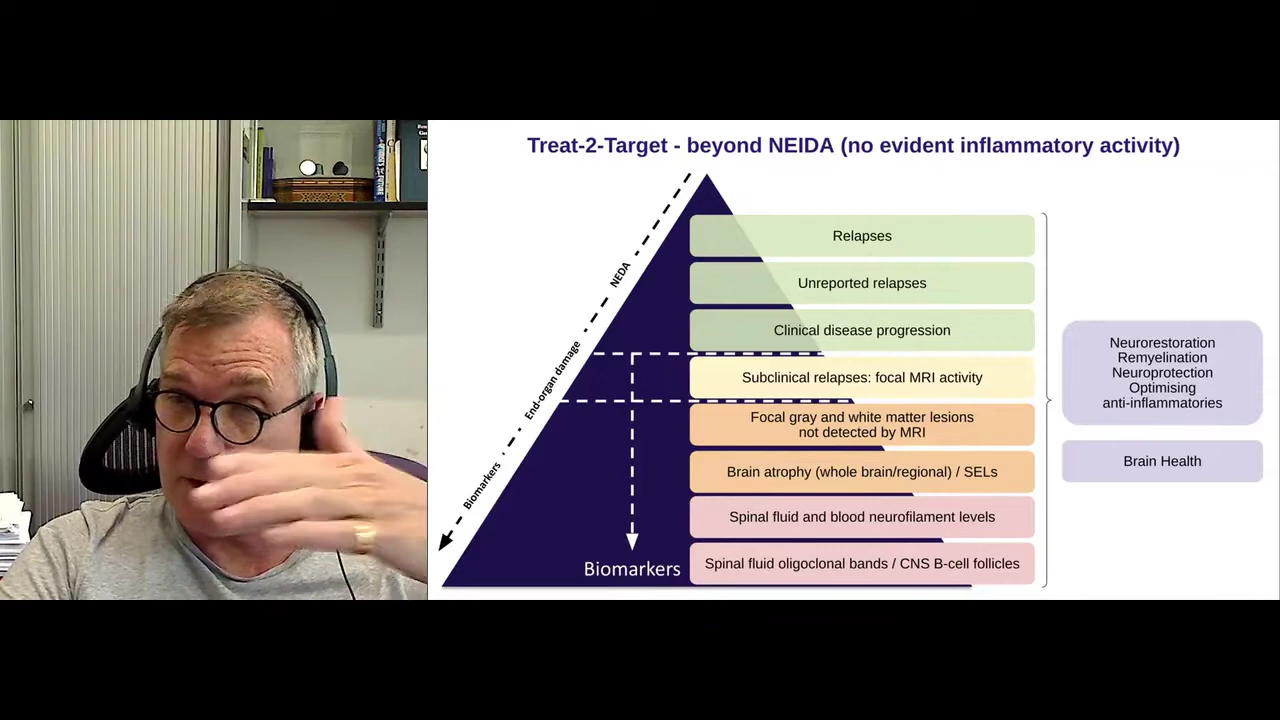 Treat-2-Target - beyond NEIDA (no evident inflammatory activity)
NEDA
End-organ damage
Biomarkers
Relapses
Unreported relapses
Clinical disease progression
Subclinical relapses: focal MRI activity
Focal gray and white matter lesions
not detected by MRI
Brain atrophy (whole brain/regional) / SELs
Spinal fluid and blood neurofilament levels
Biomarkers
Spinal fluid oligoclonal bands / CNS B-cell follicles
Neurorestoration
Remyelination
Neuroprotection
Optimising
anti-inflammatories
Brain Health